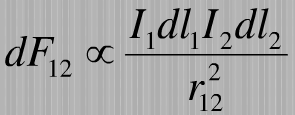 dF₁₂ ∝ I₁dl₁I₂dl₂ / r₁₂²